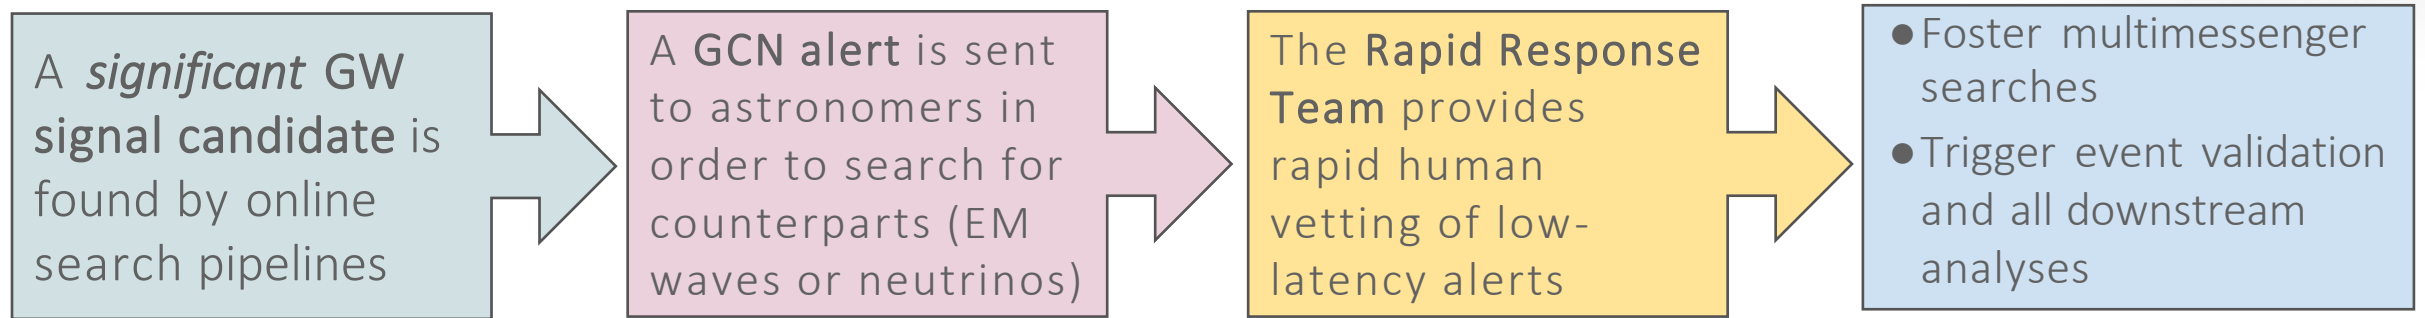 A significant GW
signal candidate is
found by online
search pipelines
A GCN alert is sent
to astronomers in
order to search for
counterparts (EM
waves or neutrinos)
The Rapid Response
Team provides
rapid human
vetting of low-
latency alerts
●Foster multimessenger
searches
●Trigger event validation
and all downstream
analyses